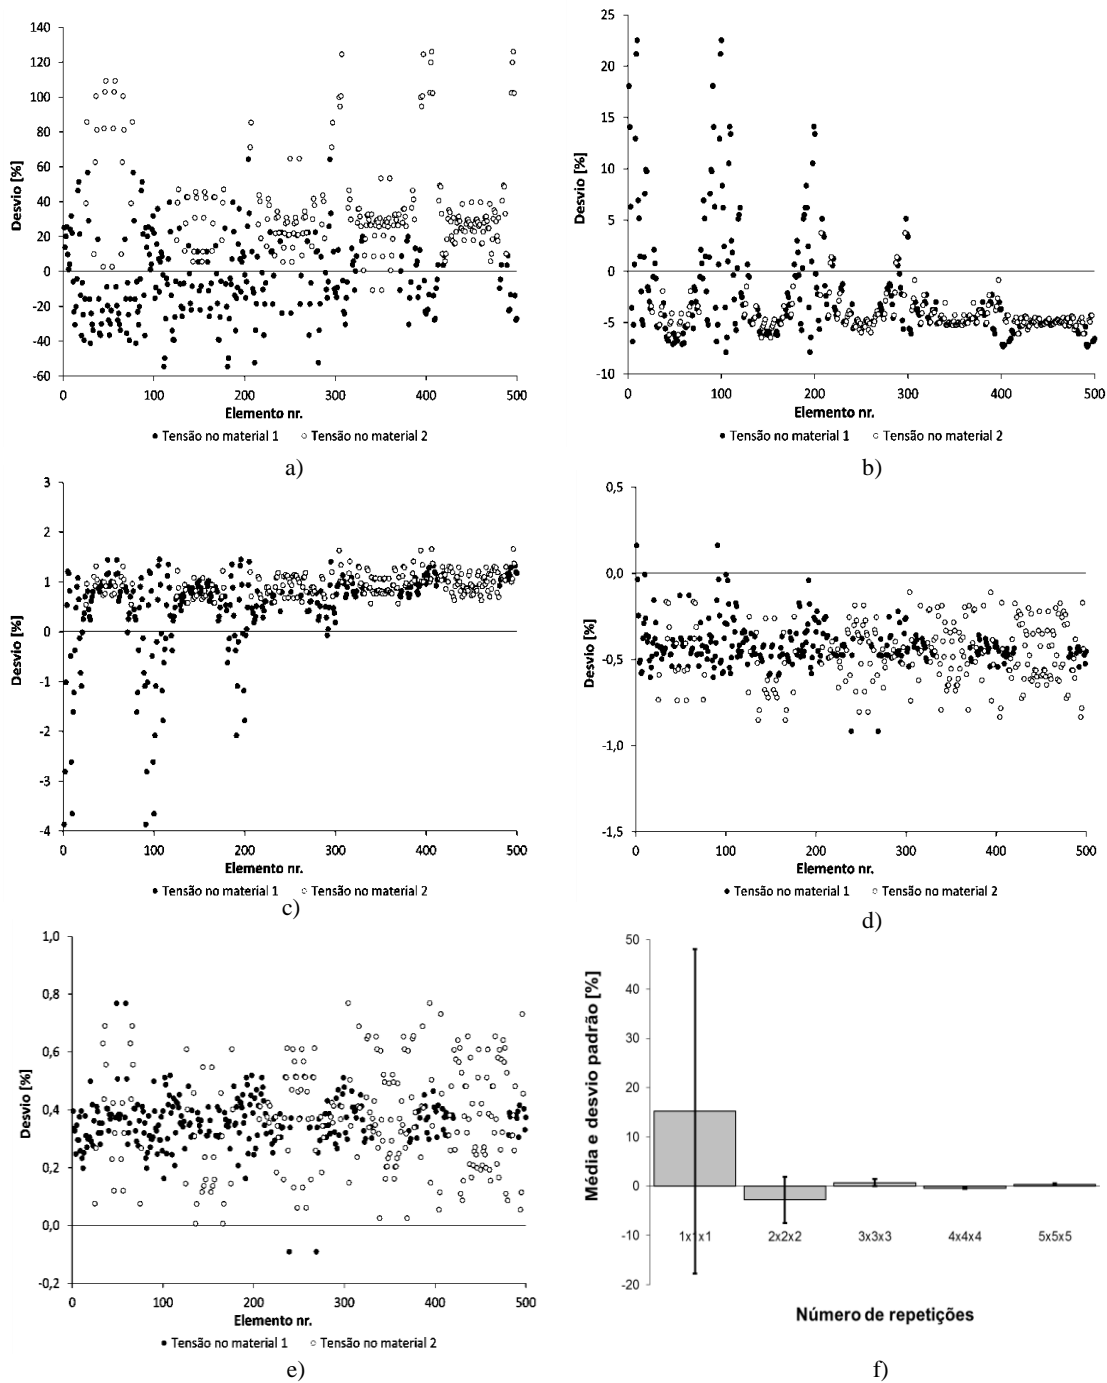 140
120
100
80
60
40
20
0
-20
-40
-60
Desvio [%]
0 100 200 300 400 500
Elemento nr.
• Tensão no material 1 ○ Tensão no material 2
a)
25
20
15
10
5
0
-5
-10
Desvio [%]
0 100 200 300 400 500
Elemento nr.
• Tensão no material 1 ○ Tensão no material 2
b)
3
2
1
0
-1
-2
-3
-4
Desvio [%]
0 100 200 300 400 500
Elemento nr.
• Tensão no material 1 ○ Tensão no material 2
c)
0,5
0,0
-0,5
-1,0
-1,5
Desvio [%]
0 100 200 300 400 500
Elemento nr.
• Tensão no material 1 ○ Tensão no material 2
d)
1,0
0,8
0,6
0,4
0,2
0,0
-0,2
Desvio [%]
0 100 200 300 400 500
Elemento nr.
• Tensão no material 1 ○ Tensão no material 2
e)
50
40
30
20
10
0
-10
-20
Média e desvio padrão [%]
1x1x1 2x2x2 3x3x3 4x4x4 5x5x5
Número de repetições
f)